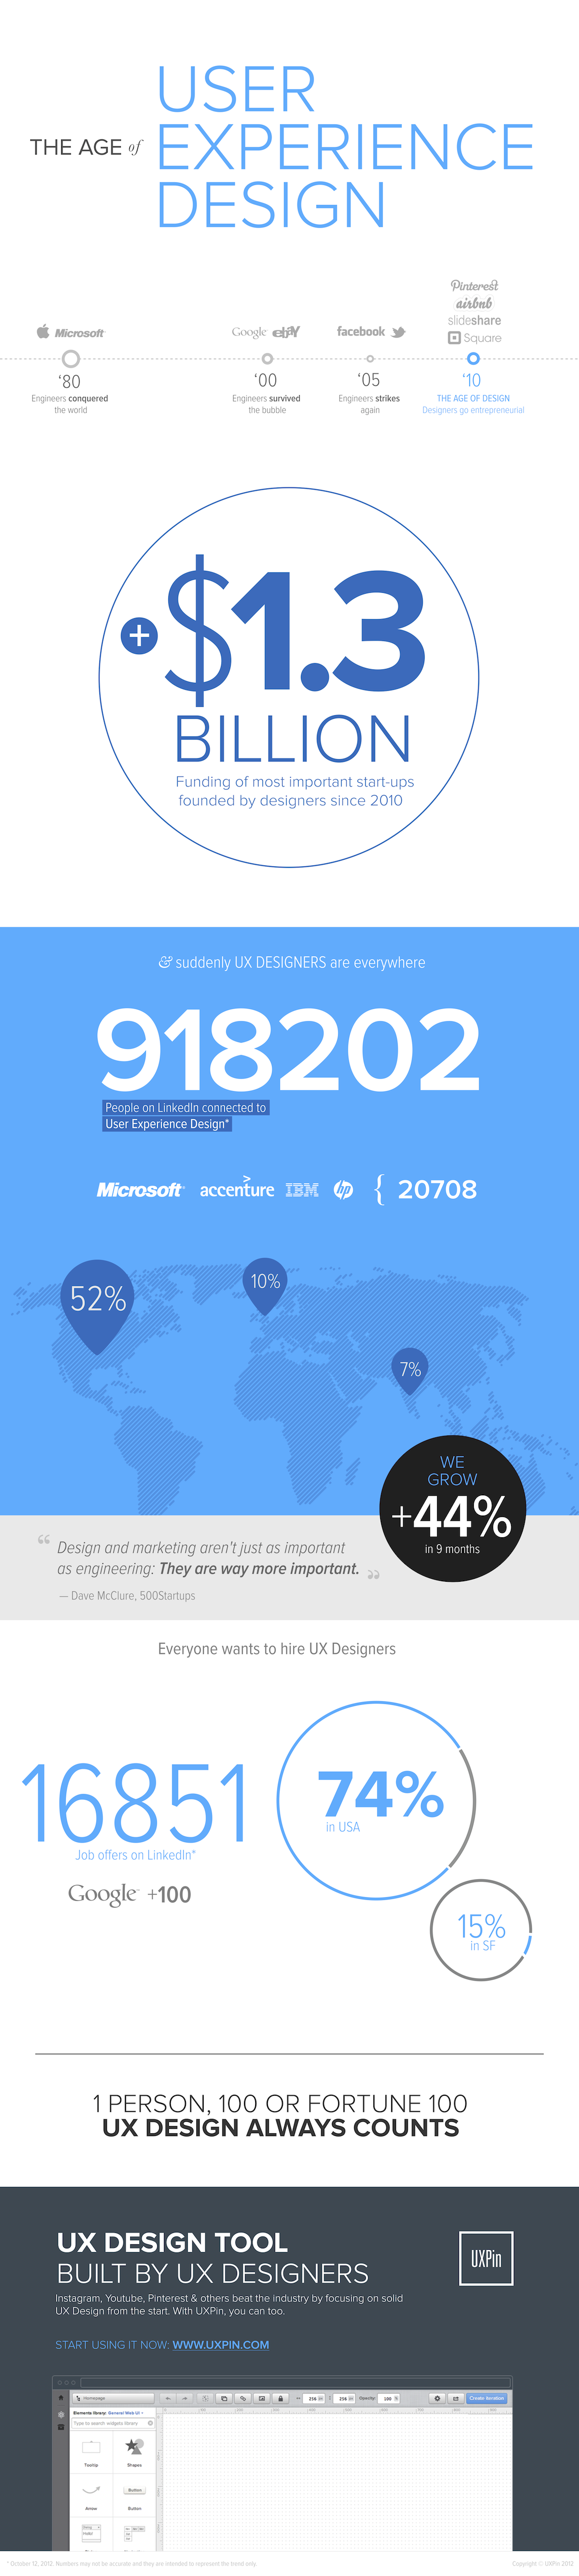 THE AGE of
USER
EXPERIENCE
DESIGN
Microsoft
Google ebay
facebook
Pinterest
airbnb
slideshare
Square
‘80
Engineers conquered
the world
‘00
Engineers survived
the bubble
‘05
Engineers strikes
again
‘10
THE AGE OF DESIGN
Designers go entrepreneurial
+ $1.3
BILLION
Funding of most important start-ups
founded by designers since 2010
& suddenly UX DESIGNERS are everywhere
918202
People on LinkedIn connected to
User Experience Design*
Microsoft accenture IBM hp { 20708
52%
10%
7%
WE
GROW
+44%
in 9 months
“ Design and marketing aren't just as important
as engineering: They are way more important. ”
— Dave McClure, 500Startups
Everyone wants to hire UX Designers
16851
Job offers on LinkedIn*
Google +100
74%
in USA
15%
in SF
1 PERSON, 100 OR FORTUNE 100
UX DESIGN ALWAYS COUNTS
UX DESIGN TOOL
BUILT BY UX DESIGNERS
UXPin
Instagram, Youtube, Pinterest & others beat the industry by focusing on solid
UX Design from the start. With UXPin, you can too.
START USING IT NOW: WWW.UXPIN.COM
Homepage
256
256
Opacity:
100 %
Create iteration
Elements library: General Web UI
Type to search widgets library
Tooltip
Shapes
Arrow
Button
Button
* October 12, 2012. Numbers may not be accurate and they are intended to represent the trend only.
Copyright © UXPin 2012